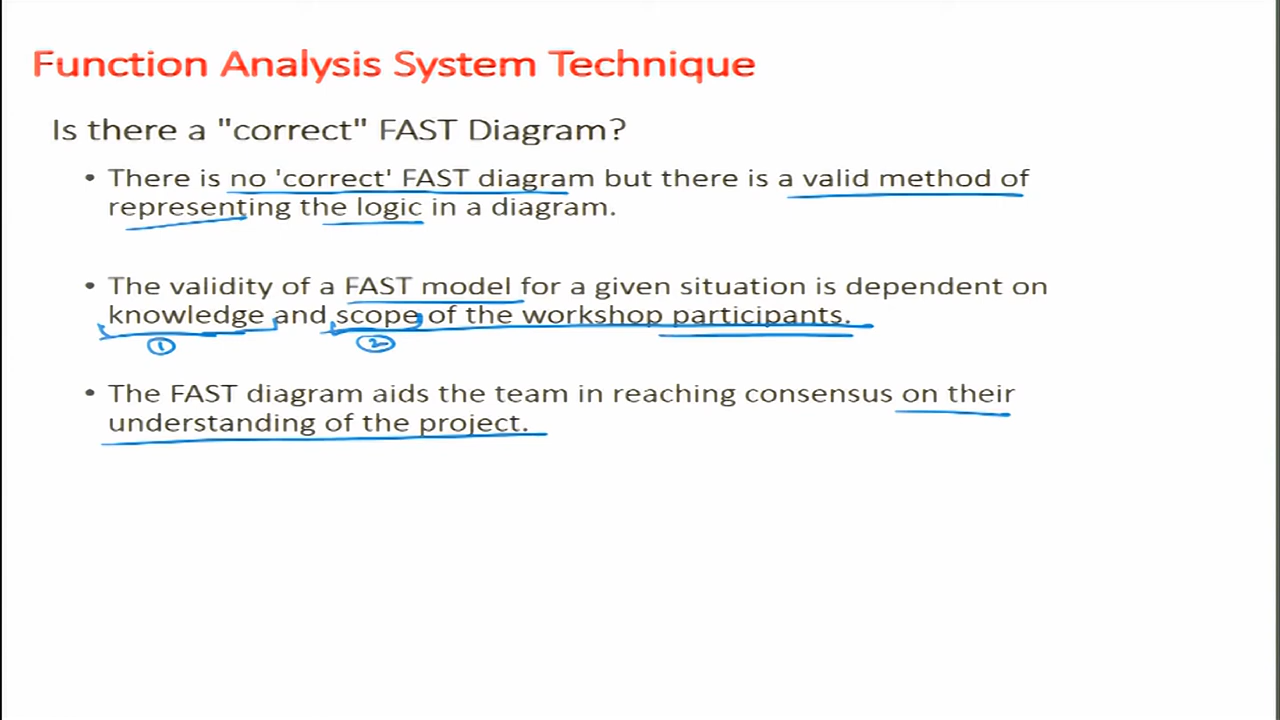 Function Analysis System Technique
Is there a "correct" FAST Diagram?
• There is no 'correct' FAST diagram but there is a valid method of
representing the logic in a diagram.
• The validity of a FAST model for a given situation is dependent on
knowledge and scope of the workshop participants.
1 2
• The FAST diagram aids the team in reaching consensus on their
understanding of the project.